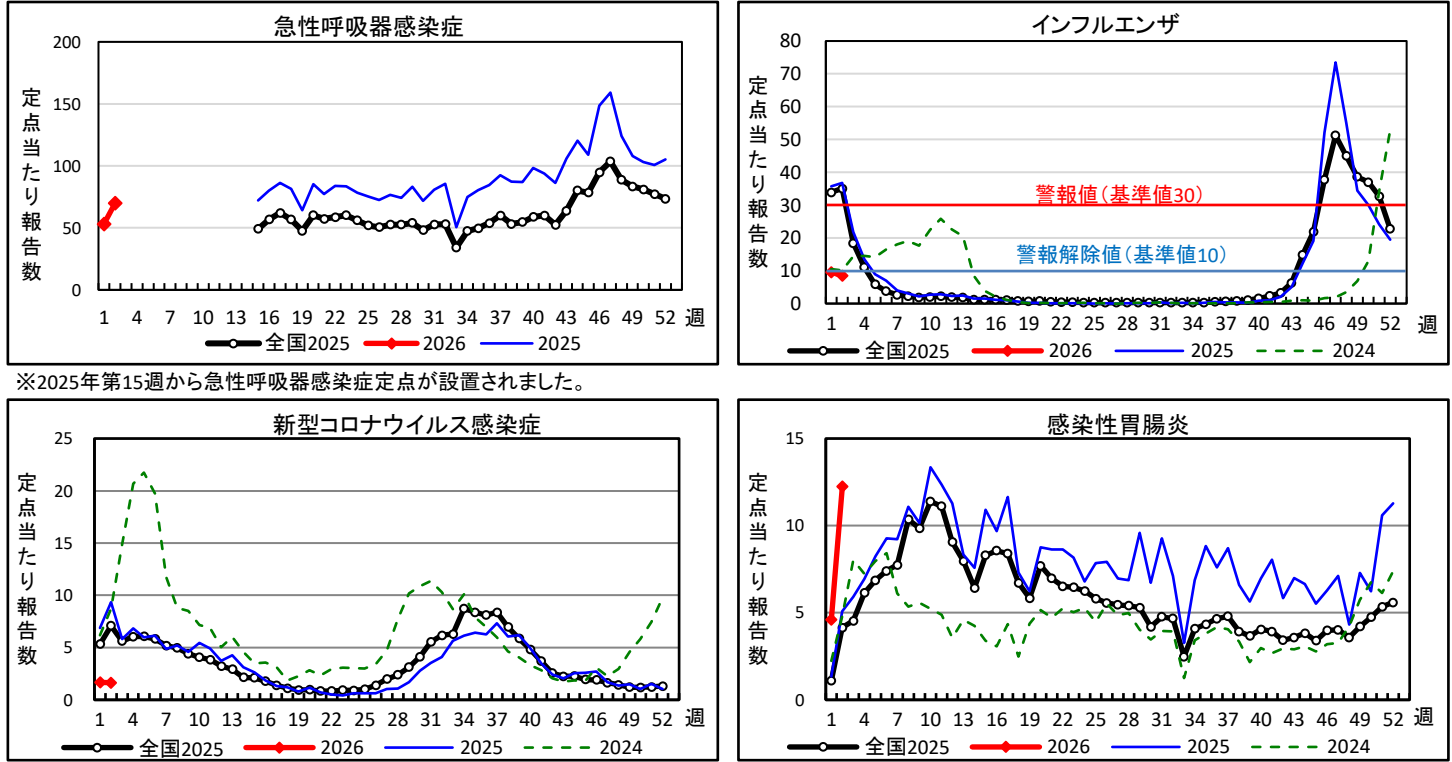 急性呼吸器感染症
定点当たり報告数
200
150
100
50
0
1 4 7 10 13 16 19 22 25 28 31 34 37 40 43 46 49 52 週
全国2025 2026 2025
※2025年第15週から急性呼吸器感染症定点が設置されました。
インフルエンザ
定点当たり報告数
80
70
60
50
40
30
20
10
0
警報値(基準値30)
警報解除値(基準値10)
1 4 7 10 13 16 19 22 25 28 31 34 37 40 43 46 49 52 週
全国2025 2026 2025 2024
新型コロナウイルス感染症
定点当たり報告数
25
20
15
10
5
0
1 4 7 10 13 16 19 22 25 28 31 34 37 40 43 46 49 52 週
全国2025 2026 2025 2024
感染性胃腸炎
定点当たり報告数
15
10
5
0
1 4 7 10 13 16 19 22 25 28 31 34 37 40 43 46 49 52 週
全国2025 2026 2025 2024